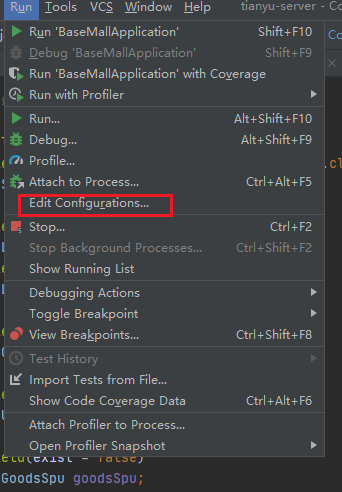 Run Tools VCS Window tianyu-server
Run 'BaseMallApplication' Shift+F10
Debug 'BaseMallApplication' Shift+F9
Run 'BaseMallApplication' with Coverage
Run with Profiler
Run... Alt+Shift+F10
Debug... Alt+Shift+F9
Profile...
Attach to Process... Ctrl+Alt+F5
Edit Configurations...
Stop... Ctrl+F2
Stop Background Processes... Ctrl+Shift+F2
Show Running List
Debugging Actions
Toggle Breakpoint
View Breakpoints... Ctrl+Shift+F8
Test History
Import Tests from File...
Show Code Coverage Data Ctrl+Alt+F6
Attach Profiler to Process...
Open Profiler Snapshot
eld(exist = false)
GoodsSpu goodsSpu;